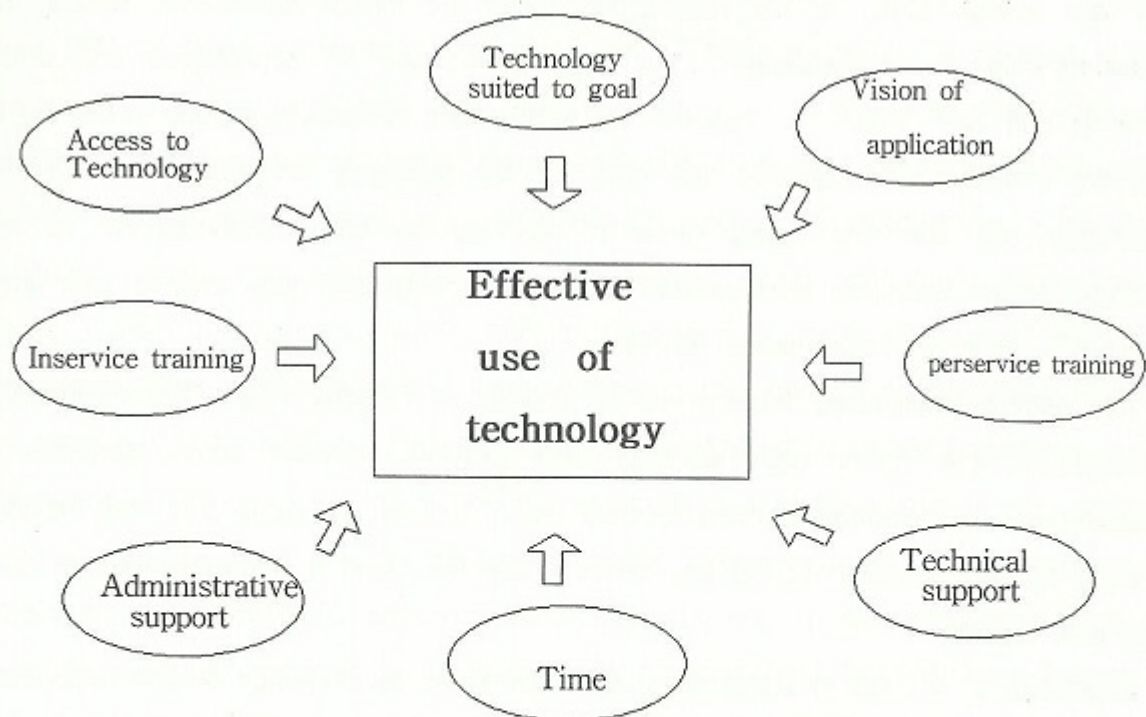 Technology
suited to goal
Vision of
application
Access to
Technology
Effective
use of
technology
Inservice training
perservice training
Administrative
support
Technical
support
Time